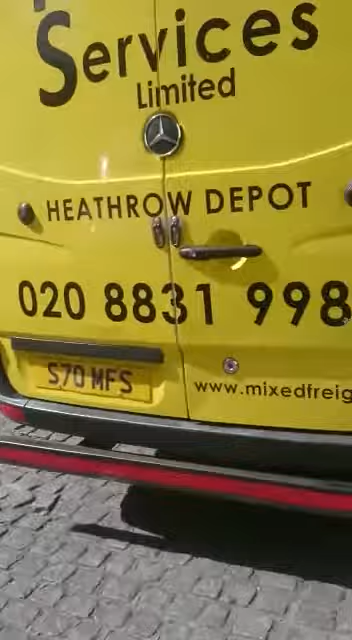 Services
Limited
HEATHROW DEPOT
020 8831 998
S70 MFS
www.mixedfreig